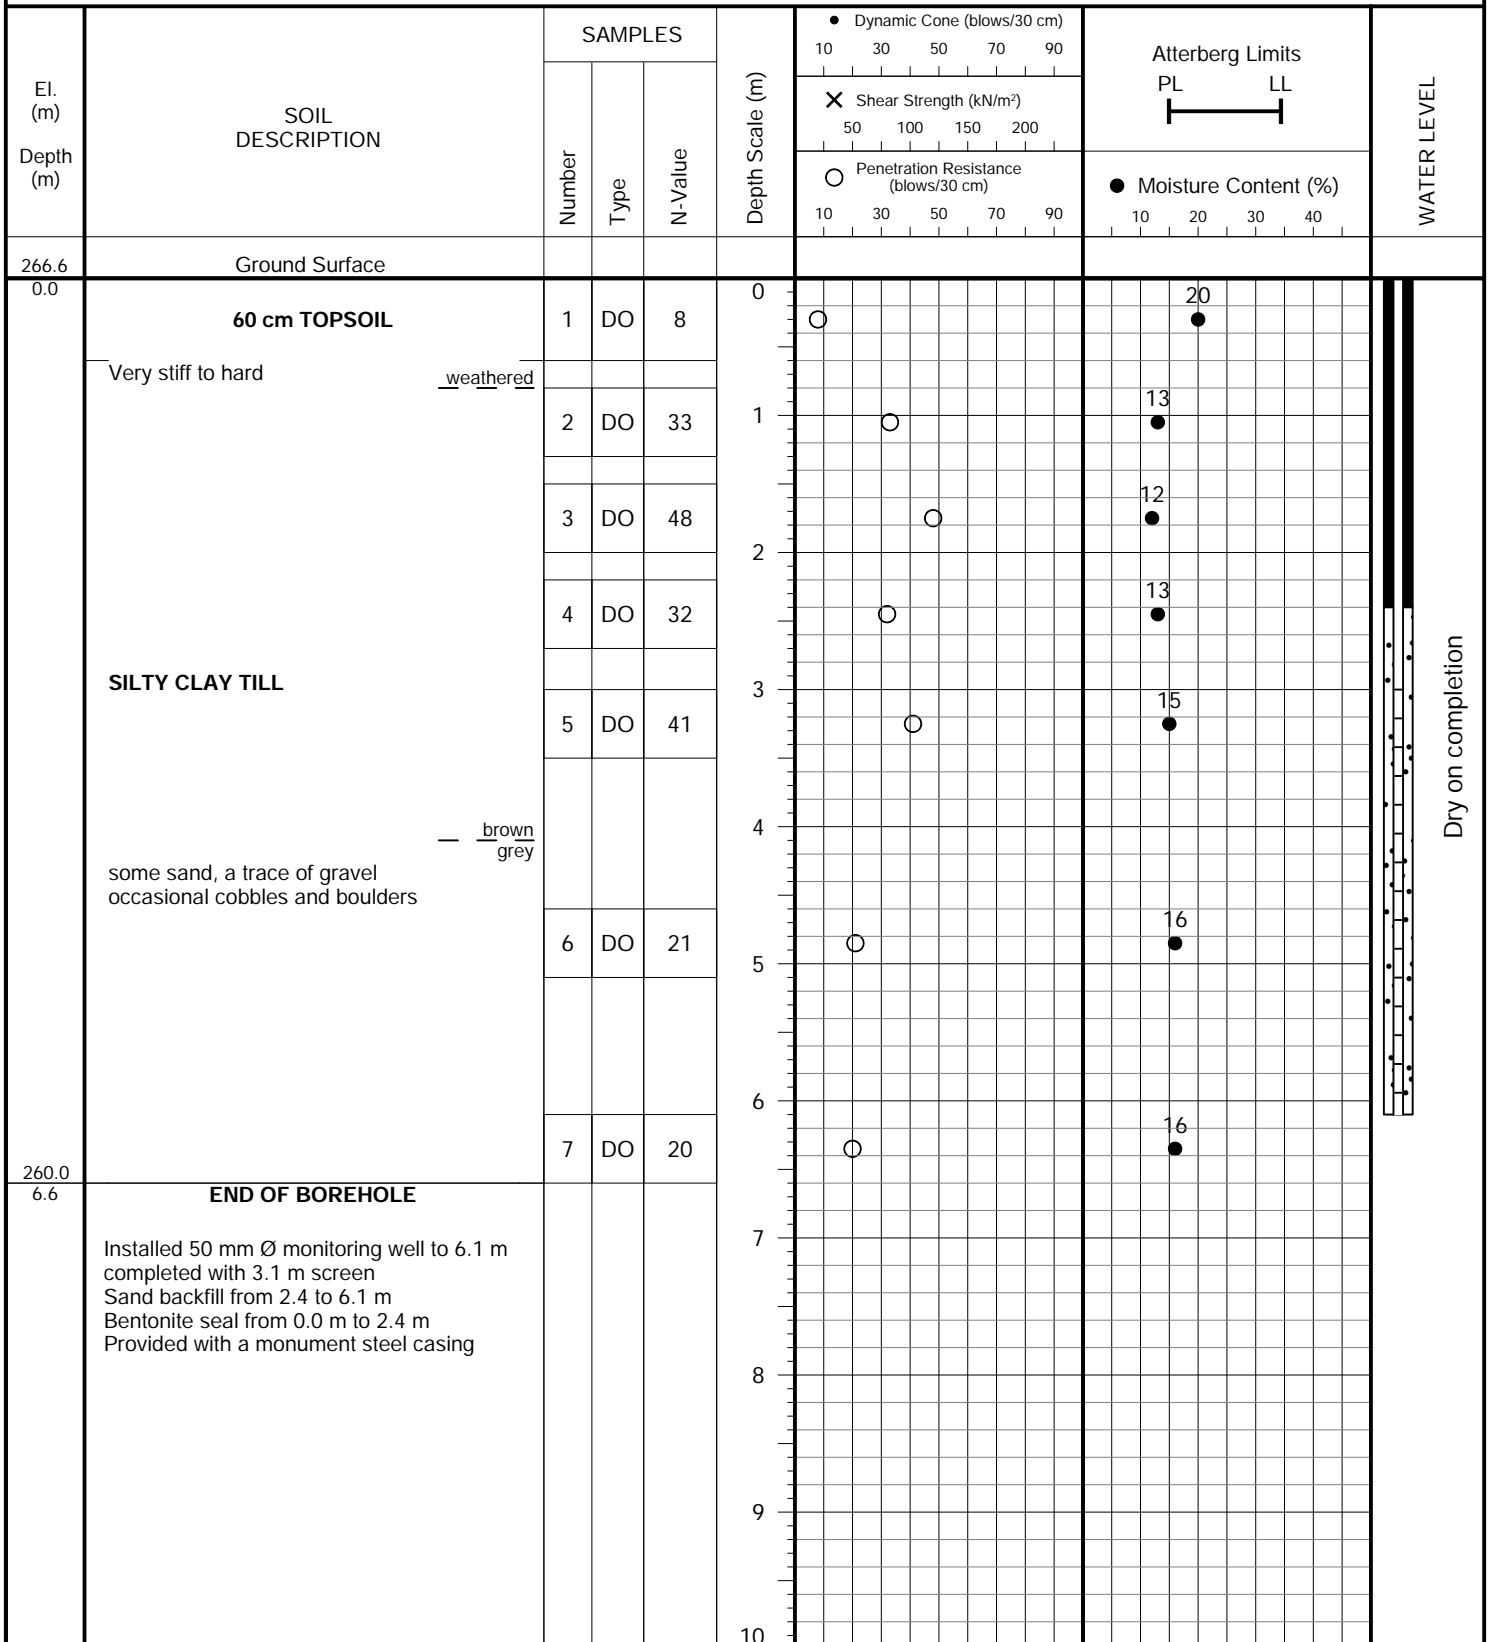 El.
(m)
Depth
(m)
SOIL
DESCRIPTION
SAMPLES
Number
Type
N-Value
Depth Scale (m)
Dynamic Cone (blows/30 cm)
10 30 50 70 90
Shear Strength (kN/m²)
50 100 150 200
Penetration Resistance
(blows/30 cm)
10 30 50 70 90
Atterberg Limits
PL LL
Moisture Content (%)
10 20 30 40
WATER LEVEL
266.6 Ground Surface
0.0
0
60 cm TOPSOIL 1 DO 8
20
Very stiff to hard
weathered
2 DO 33
1
13
3 DO 48
12
2
4 DO 32
13
SILTY CLAY TILL
3
5 DO 41
15
4
brown
grey
some sand, a trace of gravel
occasional cobbles and boulders
6 DO 21
16
5
6
7 DO 20
16
Dry on completion
260.0
6.6
END OF BOREHOLE
Installed 50 mm Ø monitoring well to 6.1 m
completed with 3.1 m screen
Sand backfill from 2.4 to 6.1 m
Bentonite seal from 0.0 m to 2.4 m
Provided with a monument steel casing
7
8
9
10